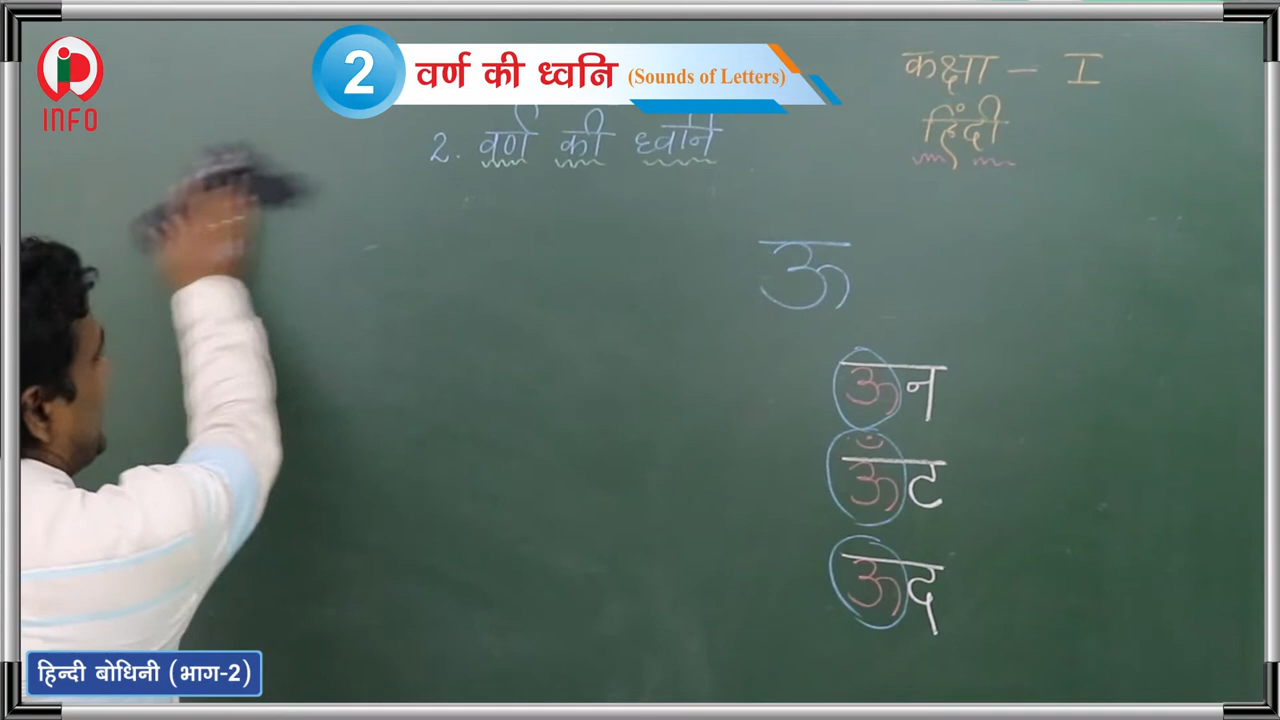 INFO
2 वर्ण की ध्वनि (Sounds of Letters)
कक्षा - I
हिंदी
2. वर्ण की ध्वनि
ऊ
ऊन
ऊँट
ऊद
हिन्दी बोधिनी (भाग-2)